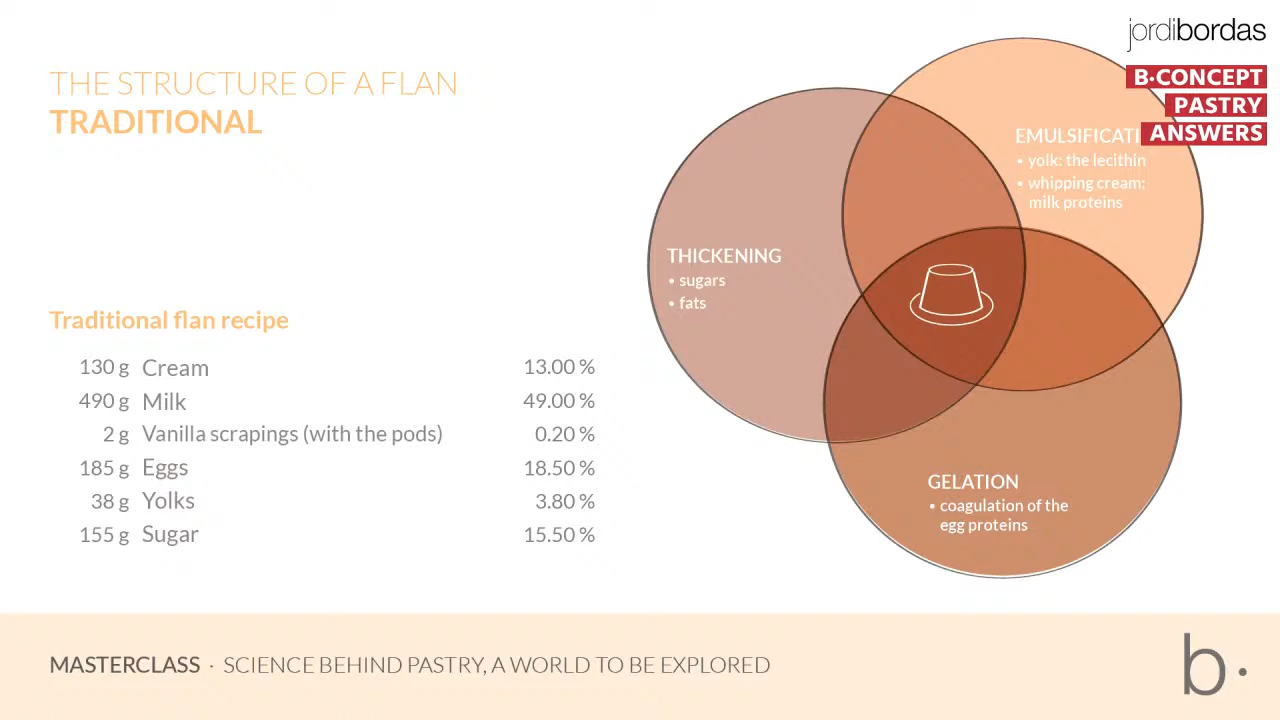 jordibordas
B·CONCEPT
PASTRY
ANSWERS
THE STRUCTURE OF A FLAN
TRADITIONAL
Traditional flan recipe
130 g Cream 13.00 %
490 g Milk 49.00 %
2 g Vanilla scrapings (with the pods) 0.20 %
185 g Eggs 18.50 %
38 g Yolks 3.80 %
155 g Sugar 15.50 %
EMULSIFICATI
• yolk: the lecithin
• whipping cream:
milk proteins
THICKENING
• sugars
• fats
GELATION
• coagulation of the
egg proteins
MASTERCLASS · SCIENCE BEHIND PASTRY, A WORLD TO BE EXPLORED
b·